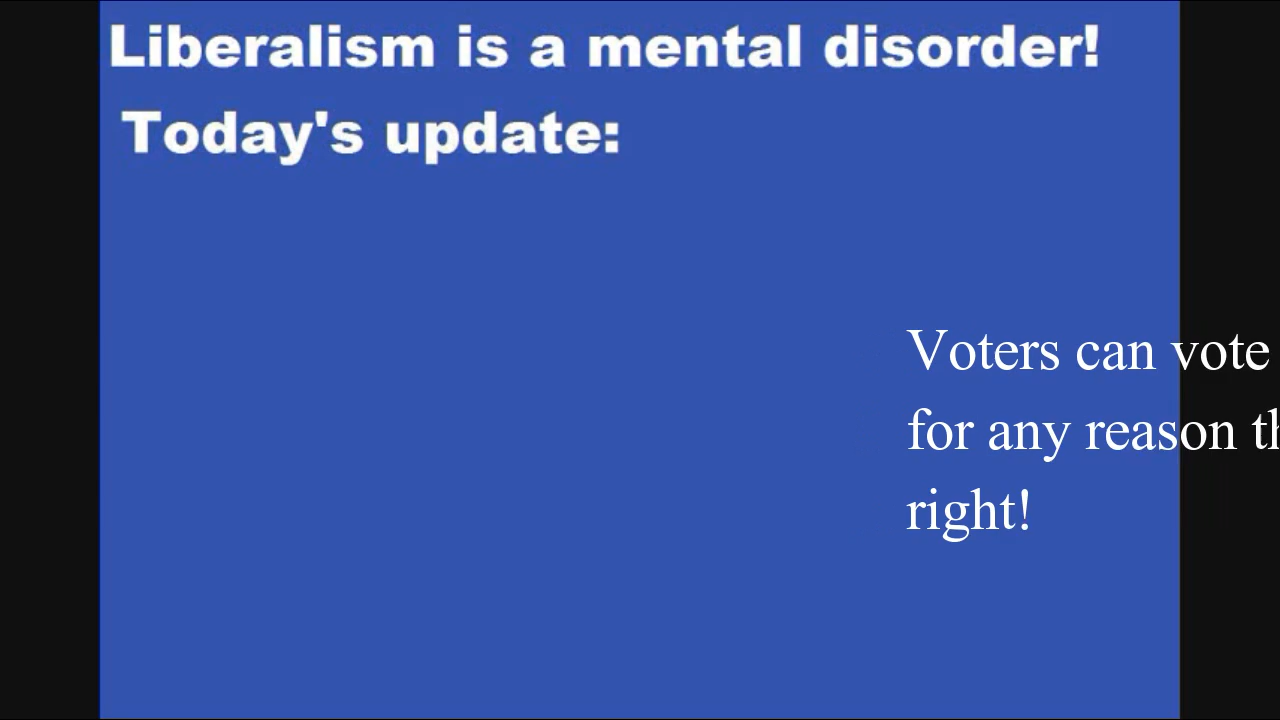 Liberalism is a mental disorder!
Today's update:
Voters can vote
for any reason
right!